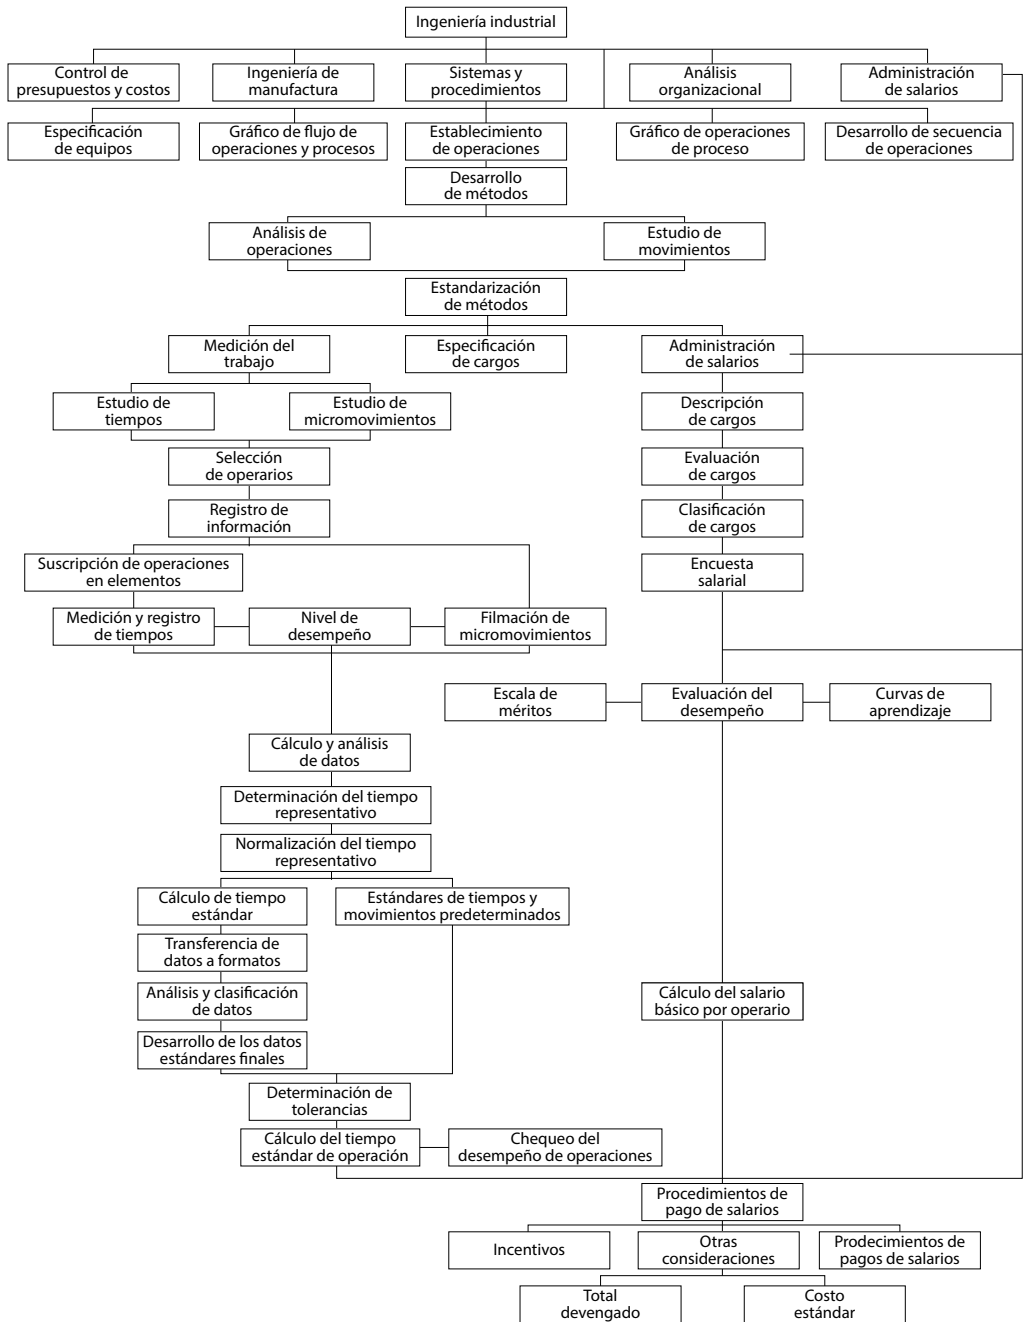 Ingeniería industrial
Control de
presupuestos y costos
Ingeniería de
manufactura
Sistemas y
procedimientos
Análisis
organizacional
Administración
de salarios
Especificación
de equipos
Gráfico de flujo de
operaciones y procesos
Establecimiento
de operaciones
Gráfico de operaciones
de proceso
Desarrollo de secuencia
de operaciones
Desarrollo
de métodos
Análisis de
operaciones
Estudio de
movimientos
Estandarización
de métodos
Medición del
trabajo
Especificación
de cargos
Administración
de salarios
Estudio de
tiempos
Estudio de
micromovimientos
Descripción
de cargos
Selección
de operarios
Evaluación
de cargos
Registro de
información
Clasificación
de cargos
Suscripción de operaciones
en elementos
Encuesta
salarial
Medición y registro
de tiempos
Nivel de
desempeño
Filmación de
micromovimientos
Escala de
méritos
Evaluación del
desempeño
Curvas de
aprendizaje
Cálculo y análisis
de datos
Determinación del tiempo
representativo
Normalización del tiempo
representativo
Cálculo de tiempo
estándar
Estándares de tiempos y
movimientos predeterminados
Transferencia de
datos a formatos
Análisis y clasificación
de datos
Cálculo del salario
básico por operario
Desarrollo de los datos
estándares finales
Determinación de
tolerancias
Cálculo del tiempo
estándar de operación
Chequeo del
desempeño de operaciones
Procedimientos de
pago de salarios
Incentivos
Otras
consideraciones
Prodecimientos de
pagos de salarios
Total
devengado
Costo
estándar